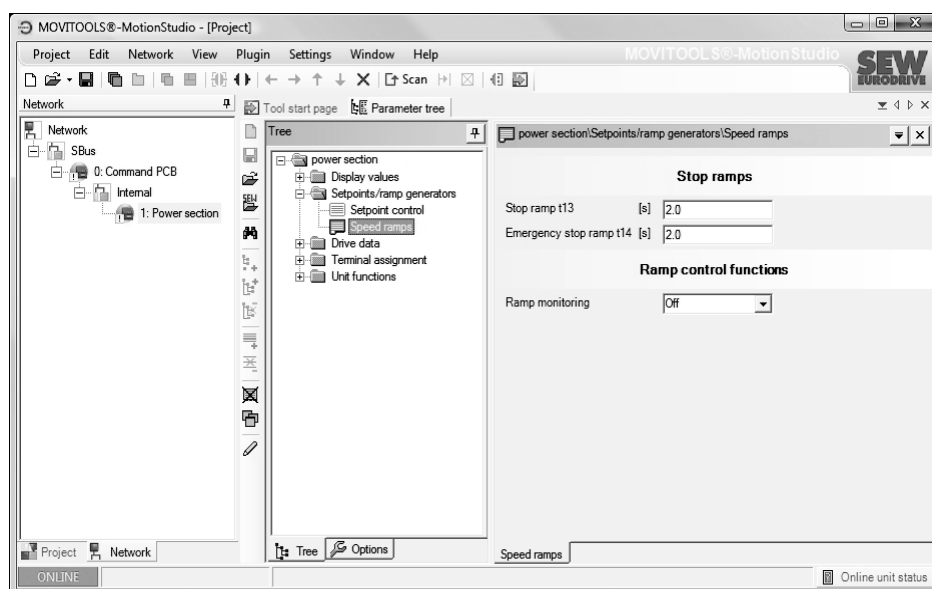 MOVITOOLS®-MotionStudio - [Project]
Project Edit Network View Plugin Settings Window Help
MOVITOOLS®-MotionStudio
SEW
EURODRIVE
Scan
Network
Tool start page Parameter tree
Network
SBus
0: Command PCB
Internal
1: Power section
SEW
Tree
power section
Display values
Setpoints/ramp generators
Setpoint control
Speed ramps
Drive data
Terminal assignment
Unit functions
power section\Setpoints/ramp generators\Speed ramps
Stop ramps
Stop ramp t13 [s] 2.0
Emergency stop ramp t14 [s] 2.0
Ramp control functions
Ramp monitoring Off
Project Network
Tree Options
Speed ramps
ONLINE
Online unit status